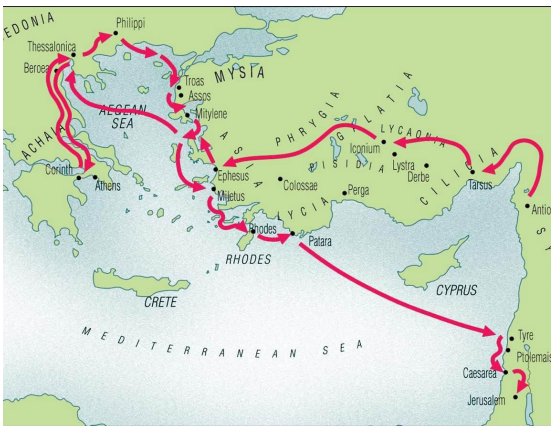 EDONIA
Philippi
Thessalonica
Beroea
MYSIA
Troas
Assos
AEGEAN
SEA
Mitylene
ACHAIA
ASIA
PHRYGIA
GALATIA
LYCAONIA
Iconium
PISIDIA
Lystra
Derbe
CILICIA
Tarsus
Corinth
Athens
Ephesus
Colossae
Perga
Miletus
LYCIA
Antio
S
Rhodes
RHODES
Patara
CYPRUS
CRETE
MEDITERRANEAN SEA
Tyre
Ptolemais
Caesarea
Jerusalem